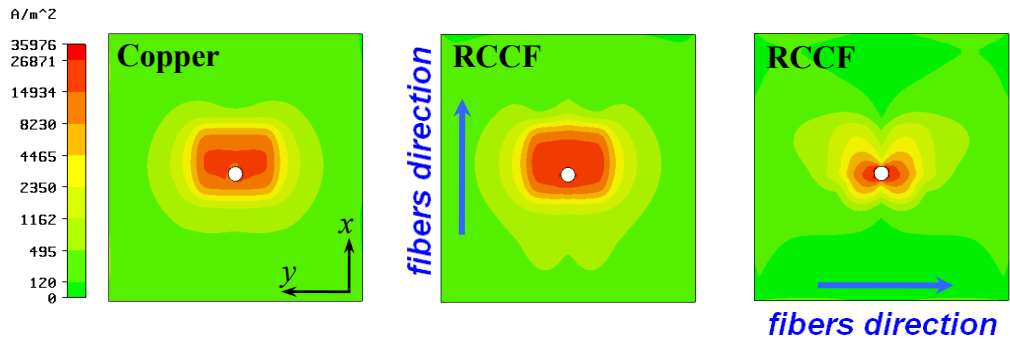 A/m^2
35976
26871
14934
8230
4465
2350
1162
495
120
0
Copper
x
y
RCCF
fibers direction
RCCF
fibers direction